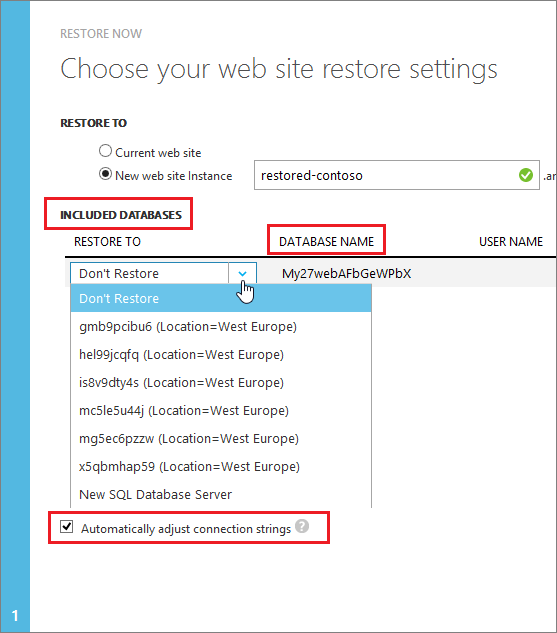 RESTORE NOW
Choose your web site restore settings
RESTORE TO
Current web site
New web site Instance restored-contoso .a
INCLUDED DATABASES
RESTORE TO DATABASE NAME USER NAME
Don't Restore My27webAFbGeWPbX
Don't Restore
gmb9pcibu6 (Location=West Europe)
hel99jcqfq (Location=West Europe)
is8v9dty4s (Location=West Europe)
mc5le5u44j (Location=West Europe)
mg5ec6pzzw (Location=West Europe)
x5qbmhap59 (Location=West Europe)
New SQL Database Server
Automatically adjust connection strings ?
1